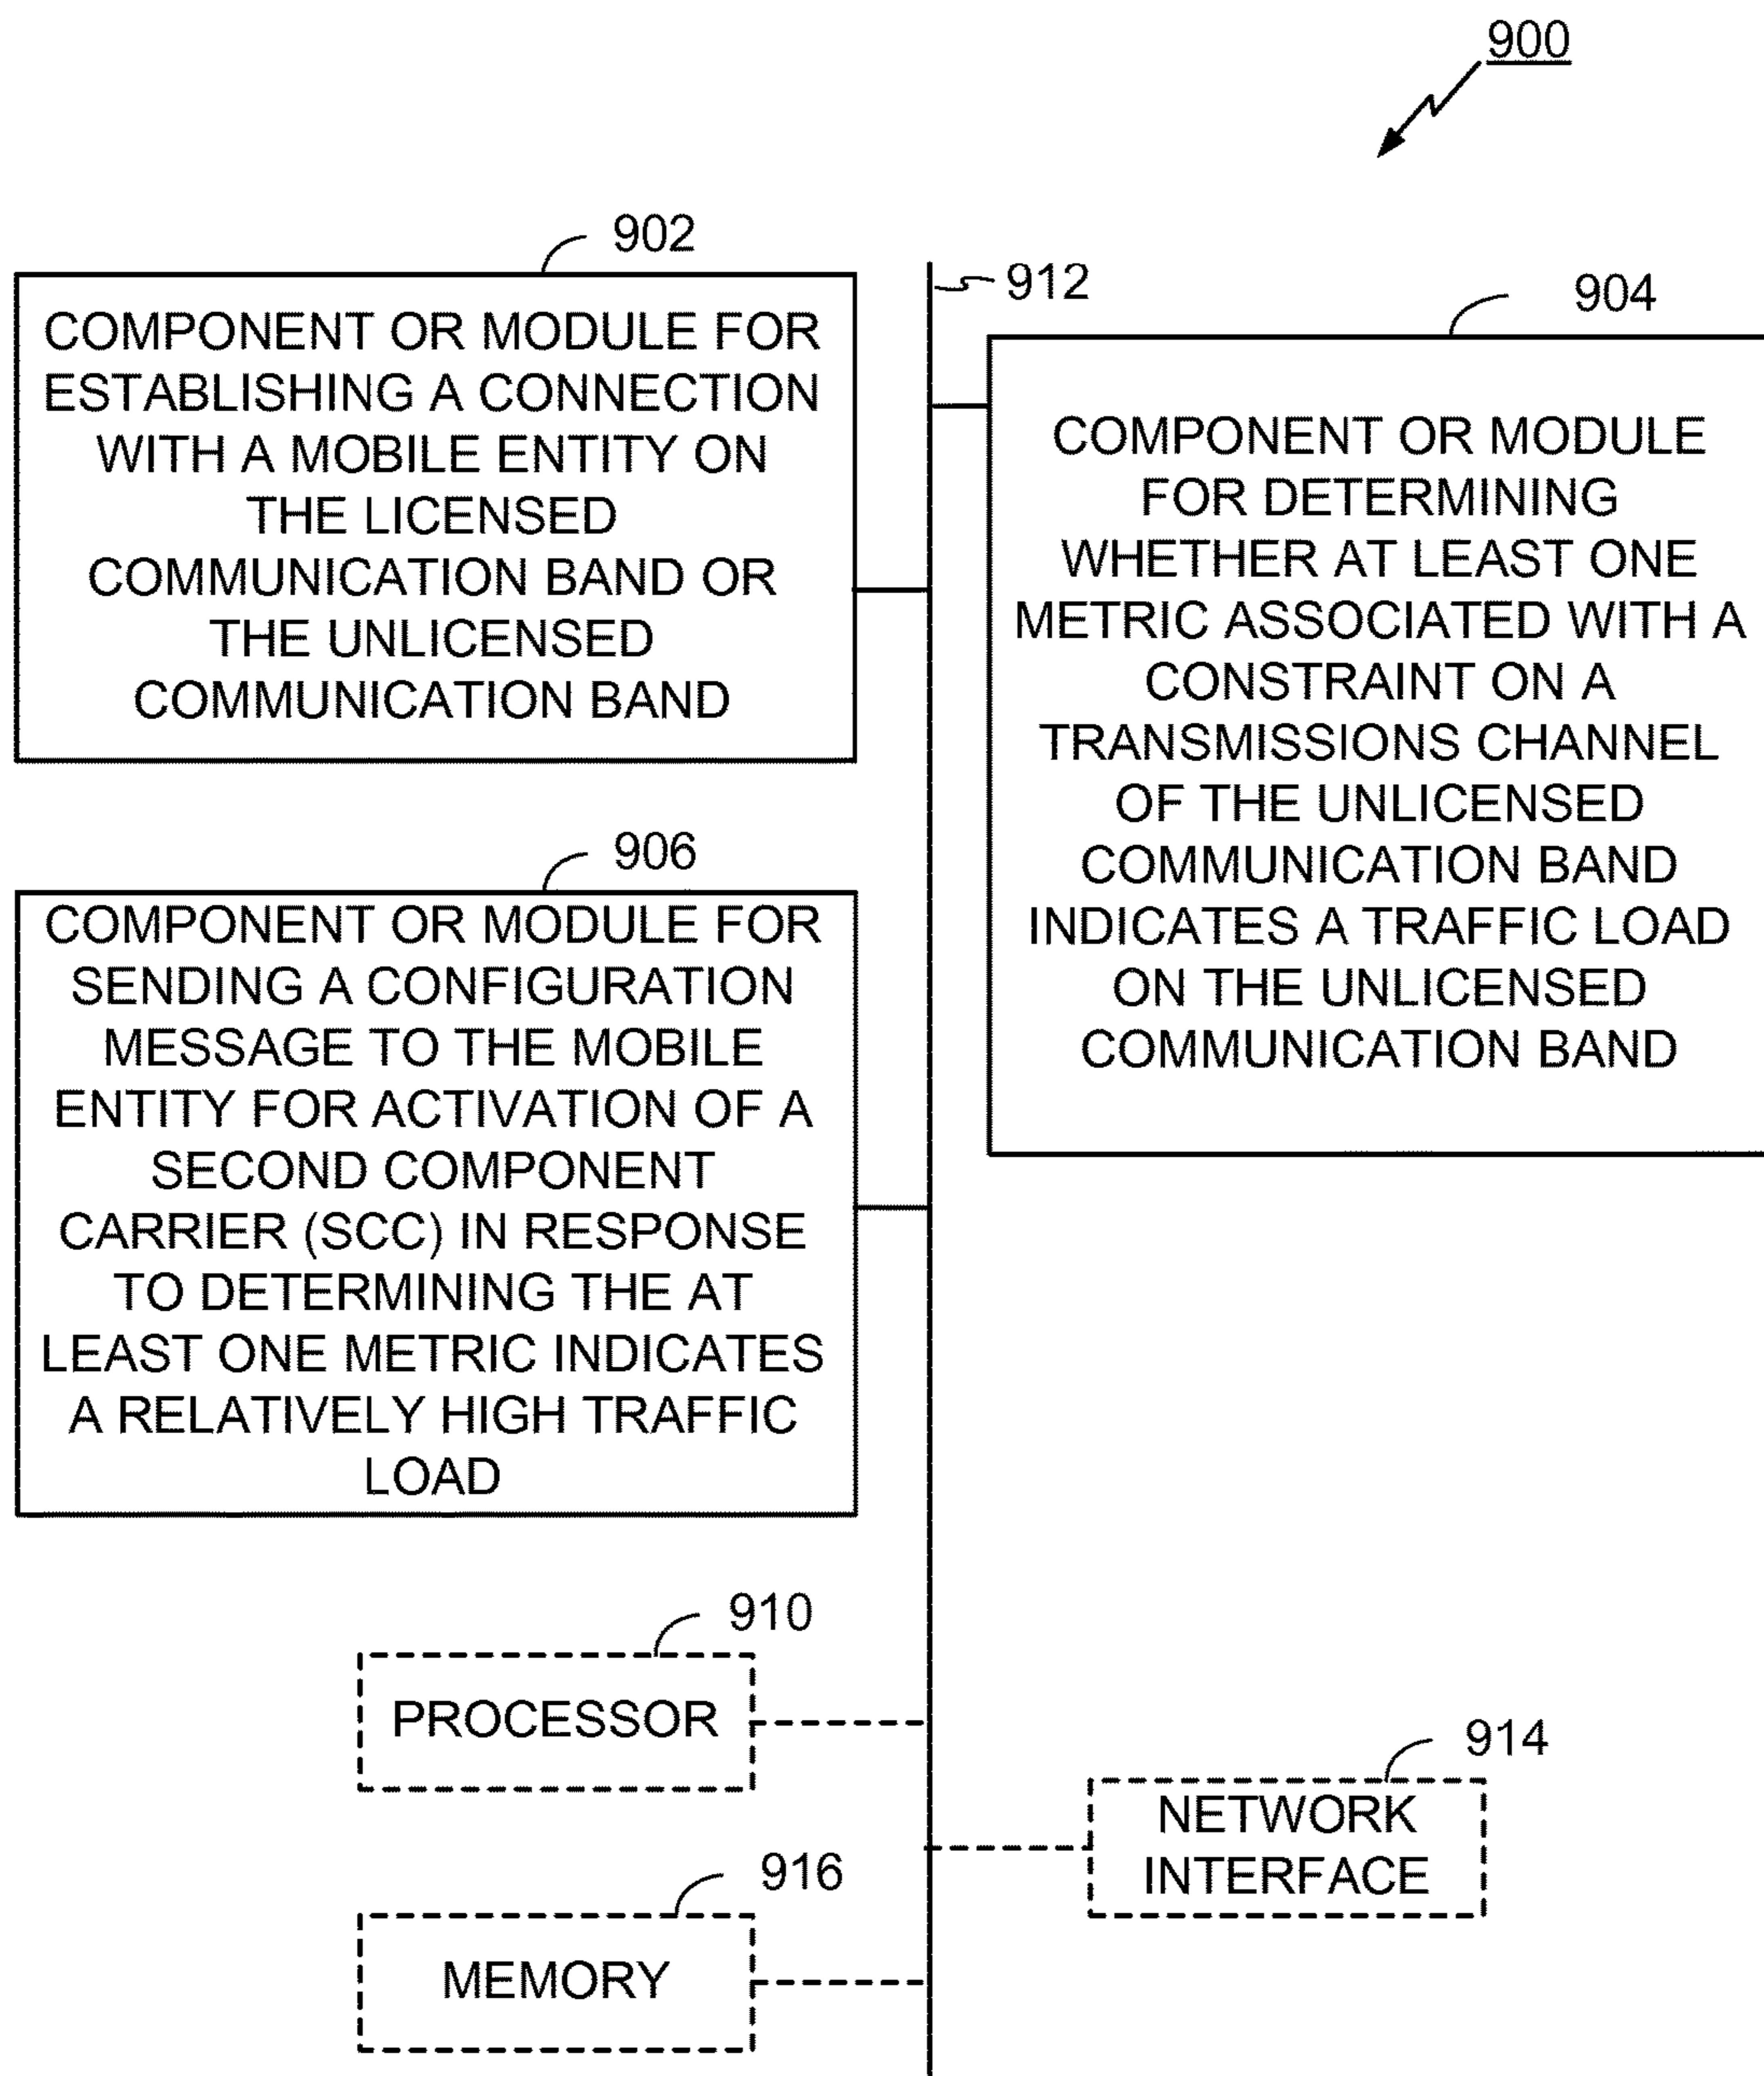 900
902
COMPONENT OR MODULE FOR
ESTABLISHING A CONNECTION
WITH A MOBILE ENTITY ON
THE LICENSED
COMMUNICATION BAND OR
THE UNLICENSED
COMMUNICATION BAND
912
904
COMPONENT OR MODULE
FOR DETERMINING
WHETHER AT LEAST ONE
METRIC ASSOCIATED WITH A
CONSTRAINT ON A
TRANSMISSIONS CHANNEL
OF THE UNLICENSED
COMMUNICATION BAND
INDICATES A TRAFFIC LOAD
ON THE UNLICENSED
COMMUNICATION BAND
906
COMPONENT OR MODULE FOR
SENDING A CONFIGURATION
MESSAGE TO THE MOBILE
ENTITY FOR ACTIVATION OF A
SECOND COMPONENT
CARRIER (SCC) IN RESPONSE
TO DETERMINING THE AT
LEAST ONE METRIC INDICATES
A RELATIVELY HIGH TRAFFIC
LOAD
910
PROCESSOR
914
NETWORK
INTERFACE
916
MEMORY